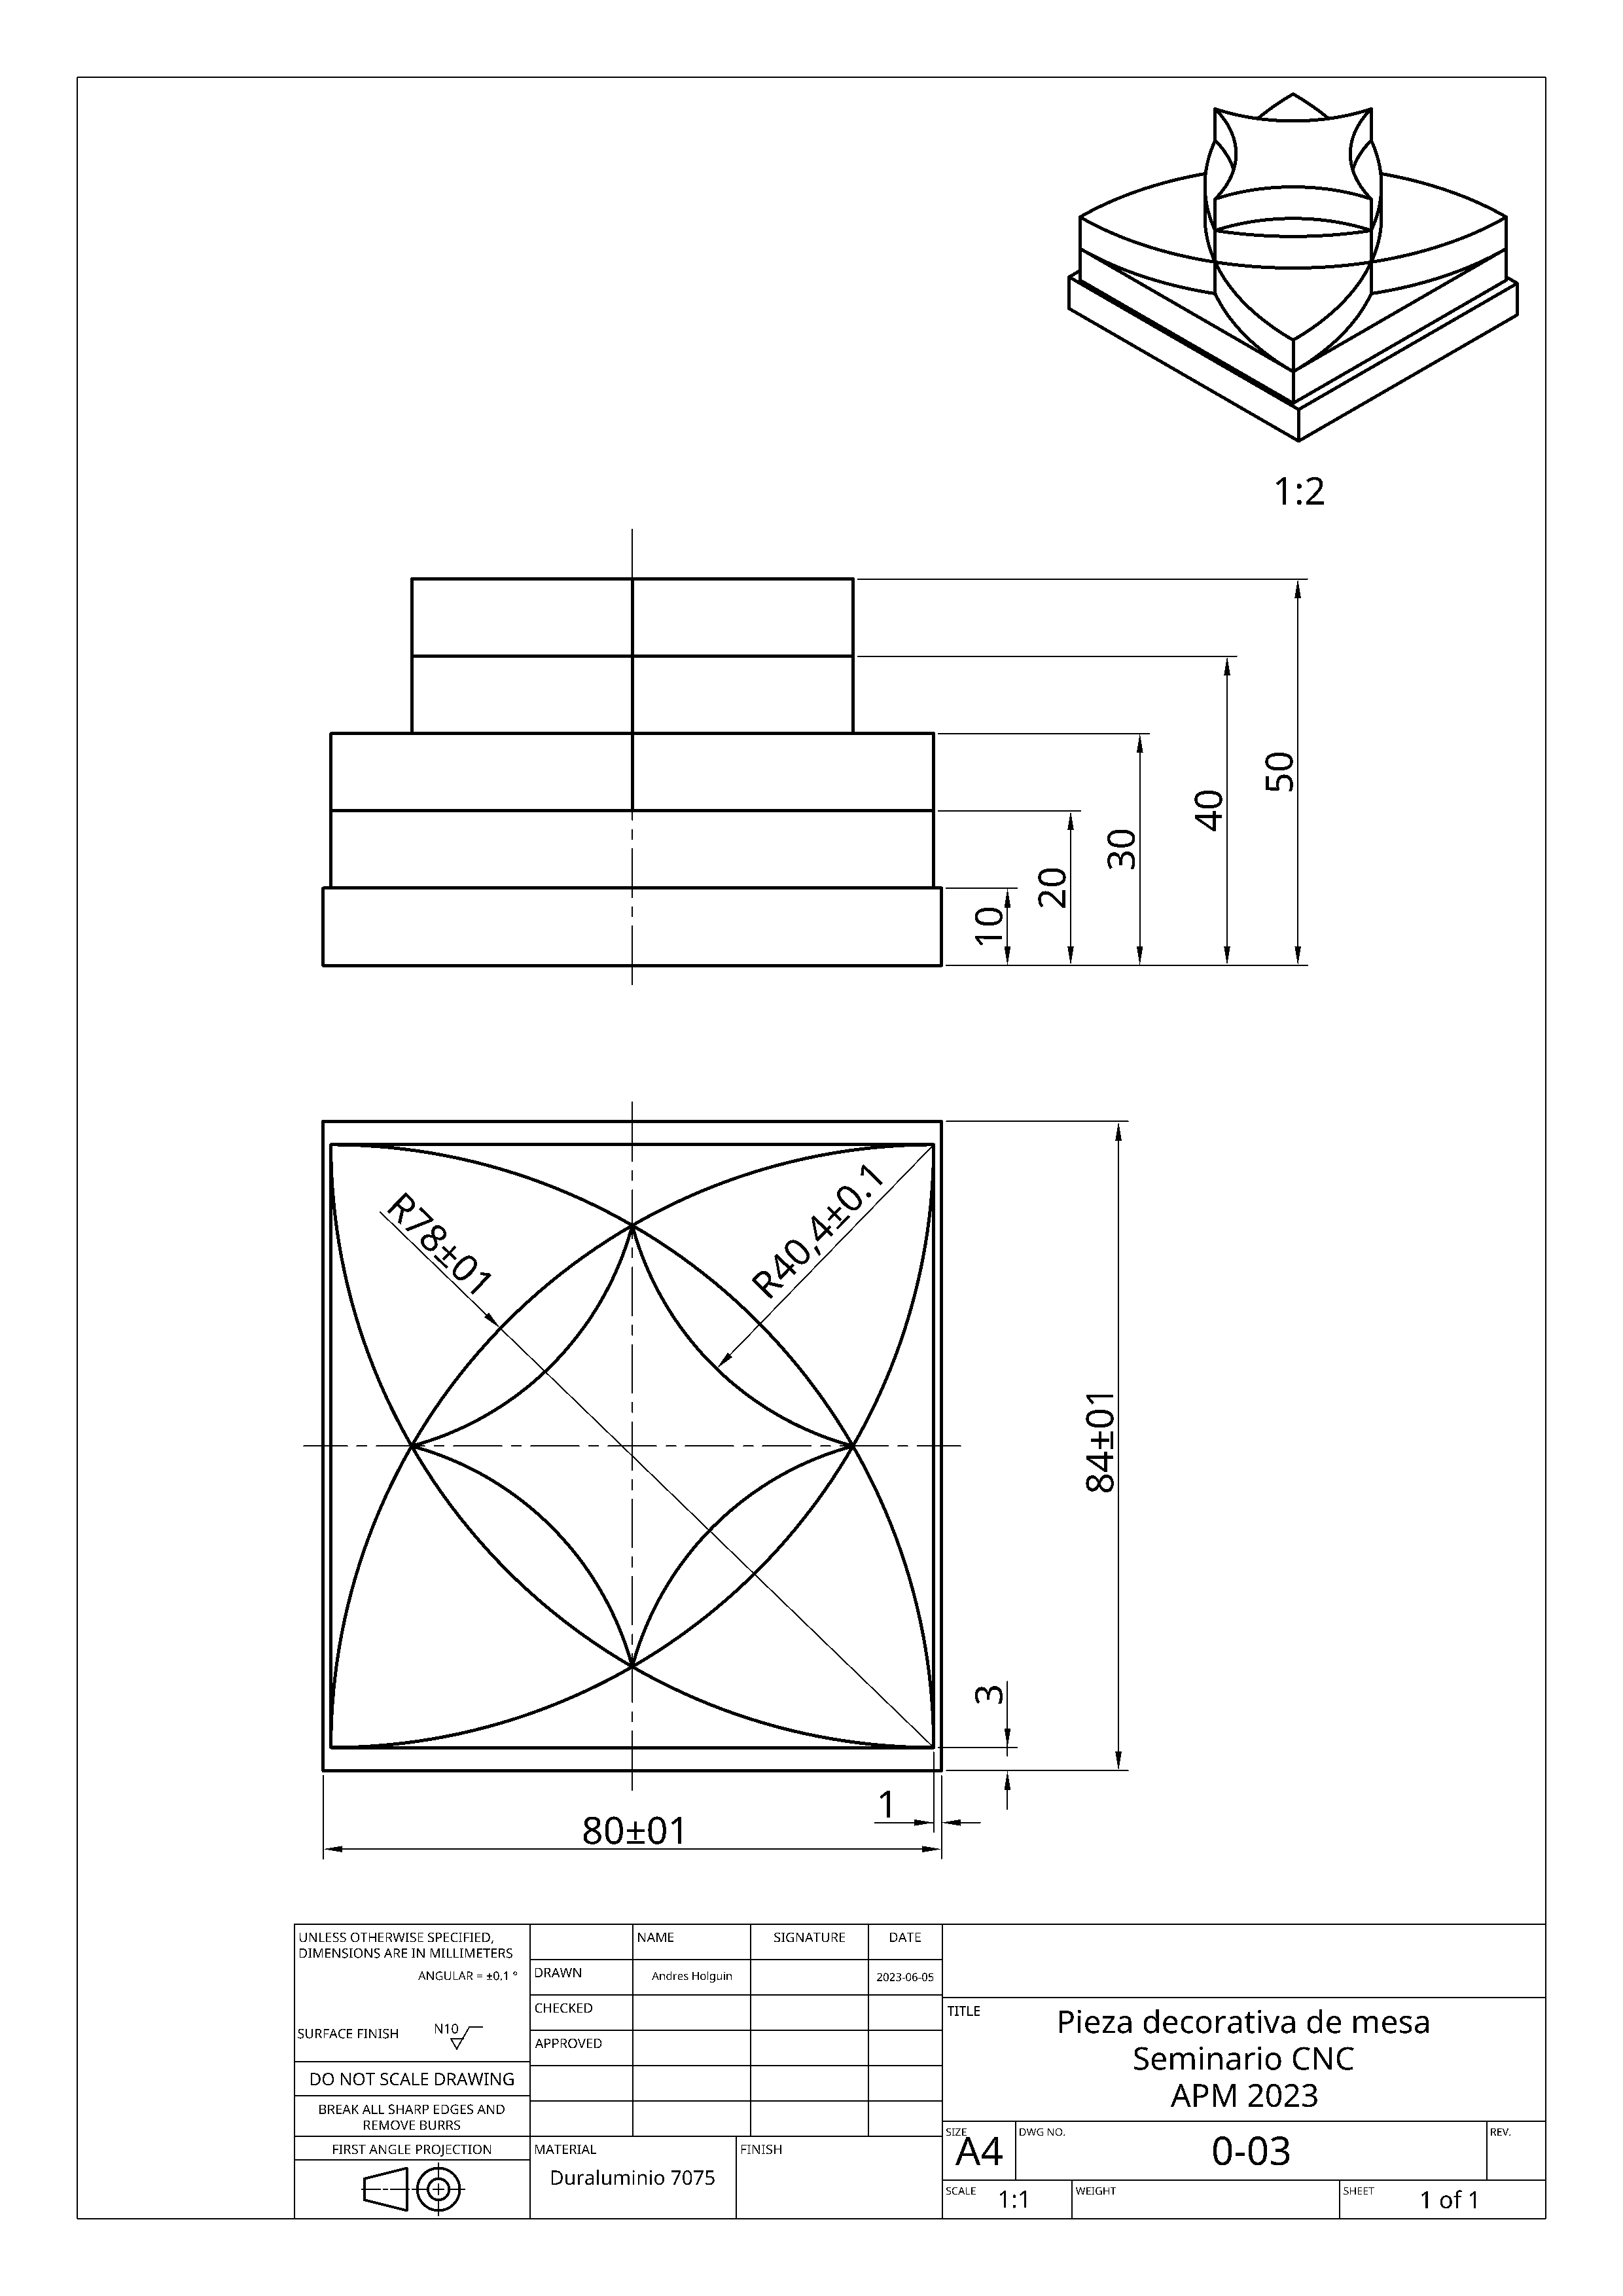 1:2
50
40
30
20
10
R78±01
R40,4±0.1
84±01
3
1
80±01
UNLESS OTHERWISE SPECIFIED,
DIMENSIONS ARE IN MILLIMETERS
ANGULAR = ±0,1 °
SURFACE FINISH N10
DO NOT SCALE DRAWING
BREAK ALL SHARP EDGES AND
REMOVE BURRS
FIRST ANGLE PROJECTION
NAME SIGNATURE DATE
DRAWN Andres Holguin 2023-06-05
CHECKED
APPROVED
MATERIAL
Duraluminio 7075
FINISH
TITLE
Pieza decorativa de mesa
Seminario CNC
APM 2023
SIZE
A4
DWG NO.
0-03
REV.
SCALE 1:1
WEIGHT
SHEET 1 of 1